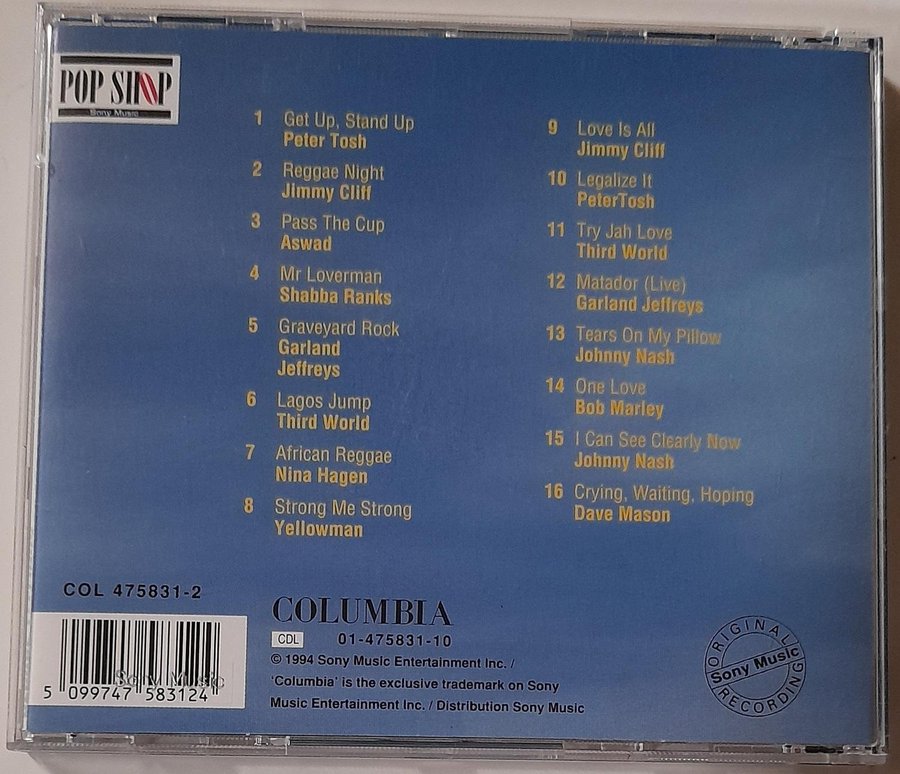 POP SHOP
Sony Music
1 Get Up, Stand Up
Peter Tosh
2 Reggae Night
Jimmy Cliff
3 Pass The Cup
Aswad
4 Mr Loverman
Shabba Ranks
5 Graveyard Rock
Garland
Jeffreys
6 Lagos Jump
Third World
7 African Reggae
Nina Hagen
8 Strong Me Strong
Yellowman
9 Love Is All
Jimmy Cliff
10 Legalize It
PeterTosh
11 Try Jah Love
Third World
12 Matador (Live)
Garland Jeffreys
13 Tears On My Pillow
Johnny Nash
14 One Love
Bob Marley
15 I Can See Clearly Now
Johnny Nash
16 Crying, Waiting, Hoping
Dave Mason
COL 475831-2
Sony Music
5 099747 583124
COLUMBIA
CDL 01-475831-10
© 1994 Sony Music Entertainment Inc. /
'Columbia' is the exclusive trademark on Sony
Music Entertainment Inc. / Distribution Sony Music
ORIGINAL
Sony Music
RECORDING